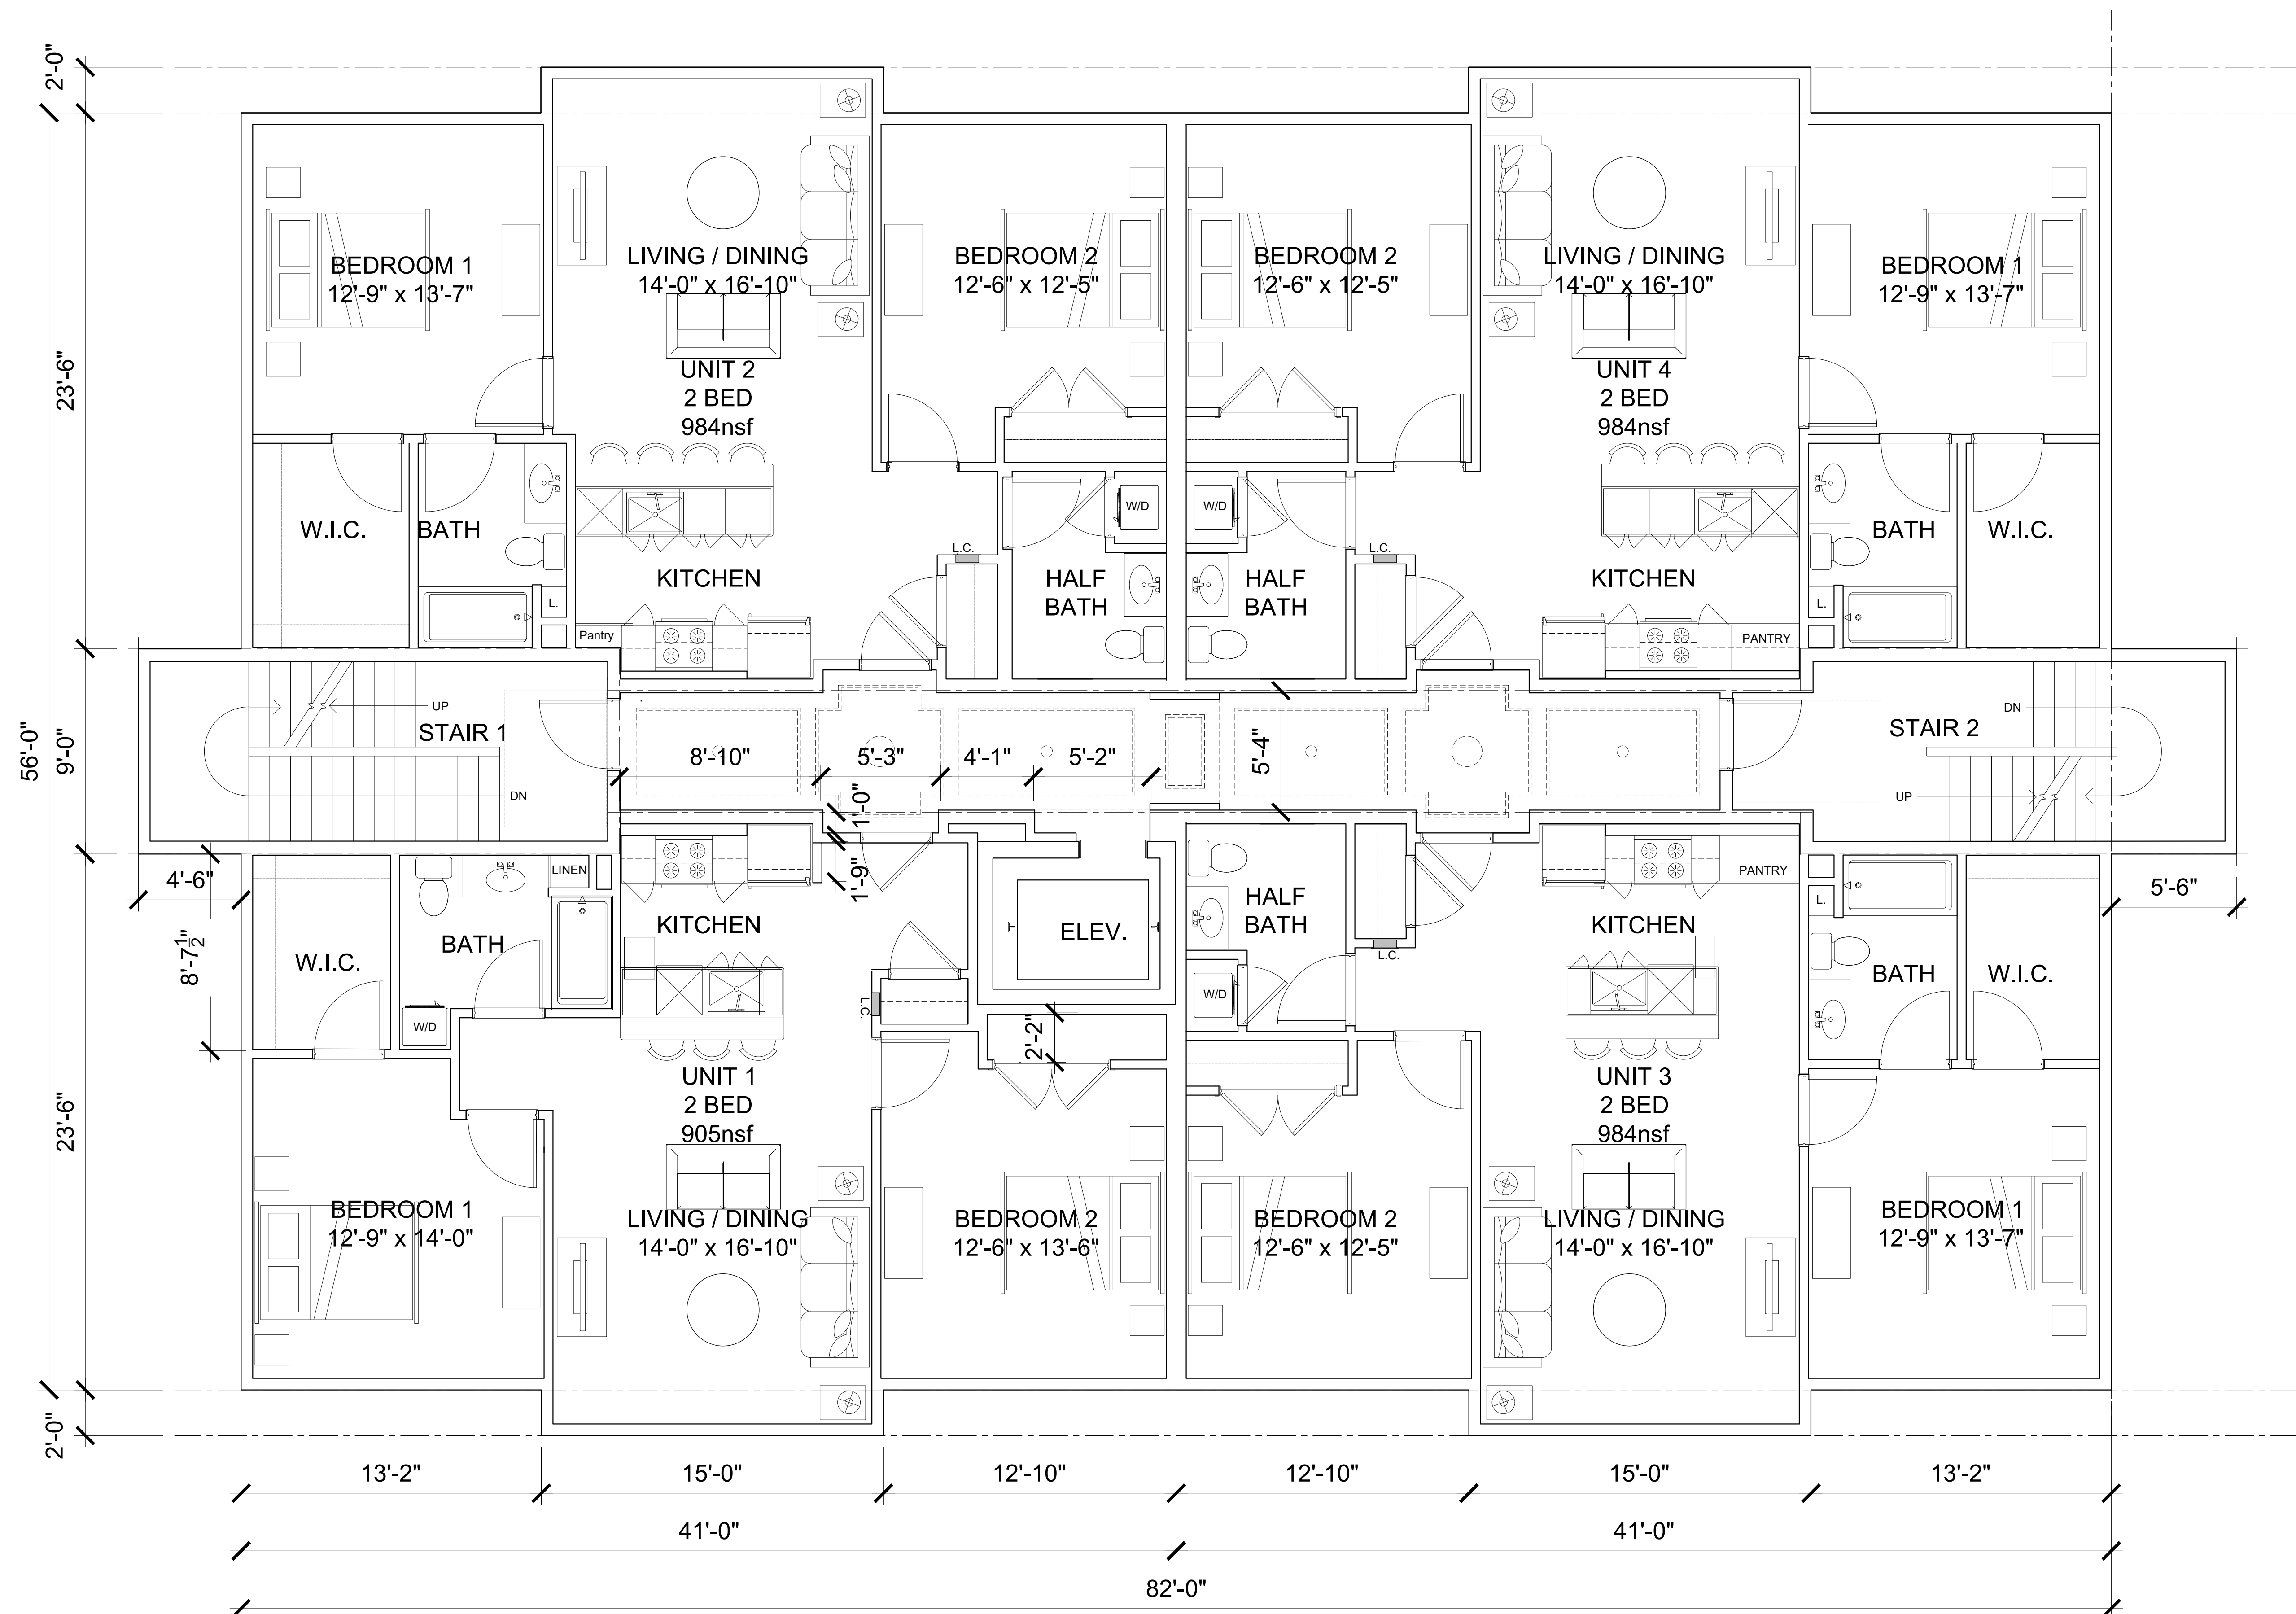 2'-0"
BEDROOM 1
12'-9" x 13'-7"
LIVING / DINING
14'-0" x 16'-10"
BEDROOM 2
12'-6" x 12'-5"
BEDROOM 2
12'-6" x 12'-5"
LIVING / DINING
14'-0" x 16'-10"
BEDROOM 1
12'-9" x 13'-7"
23'-6"
UNIT 2
2 BED
984nsf
UNIT 4
2 BED
984nsf
W.I.C.
BATH
W/D
W/D
BATH
W.I.C.
L.C.
L.C.
KITCHEN
HALF
BATH
HALF
BATH
KITCHEN
L.
L.
Pantry
PANTRY
UP
STAIR 1
DN
DN
STAIR 2
UP
56'-0"
9'-0"
8'-10"
5'-3"
4'-1"
5'-2"
5'-4"
1'-0"
1'-9"
4'-6"
5'-6"
8'-7 1/2"
LINEN
PANTRY
L.
KITCHEN
BATH
W.I.C.
ELEV.
HALF
BATH
KITCHEN
BATH
W.I.C.
L.C.
L.C.
W/D
W/D
2'-2"
23'-6"
UNIT 1
2 BED
905nsf
UNIT 3
2 BED
984nsf
BEDROOM 1
12'-9" x 14'-0"
LIVING / DINING
14'-0" x 16'-10"
BEDROOM 2
12'-6" x 13'-6"
BEDROOM 2
12'-6" x 12'-5"
LIVING / DINING
14'-0" x 16'-10"
BEDROOM 1
12'-9" x 13'-7"
2'-0"
13'-2"
15'-0"
12'-10"
12'-10"
15'-0"
13'-2"
41'-0"
41'-0"
82'-0"